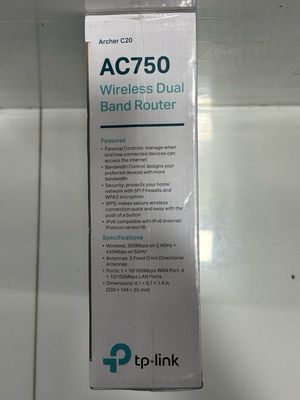 Archer C20
AC750
Wireless Dual
Band Router
Features
• Parental Controls: manage when
and how connected devices can
access the internet
• Bandwidth Control: assigns your
preferred devices with more
bandwidth
• Security: protects your home
network with SPI Firewalls and
WPA2 encryption
• WPS: makes secure wireless
connection quick and easy with the
push of a button
• IPv6: compatible with IPv6 (Internet
Protocol version 6)
Specifications
• Wireless: 300Mbps on 2.4GHz +
433Mbps on 5GHz*
• Antennas: 3 Fixed Omni Directional
Antennas
• Ports: 1 × 10/100Mbps WAN Port, 4
× 10/100Mbps LAN Ports
• Dimensions: 9.1 × 5.7 × 1.4 in
(230 × 144 × 35 mm)
tp-link